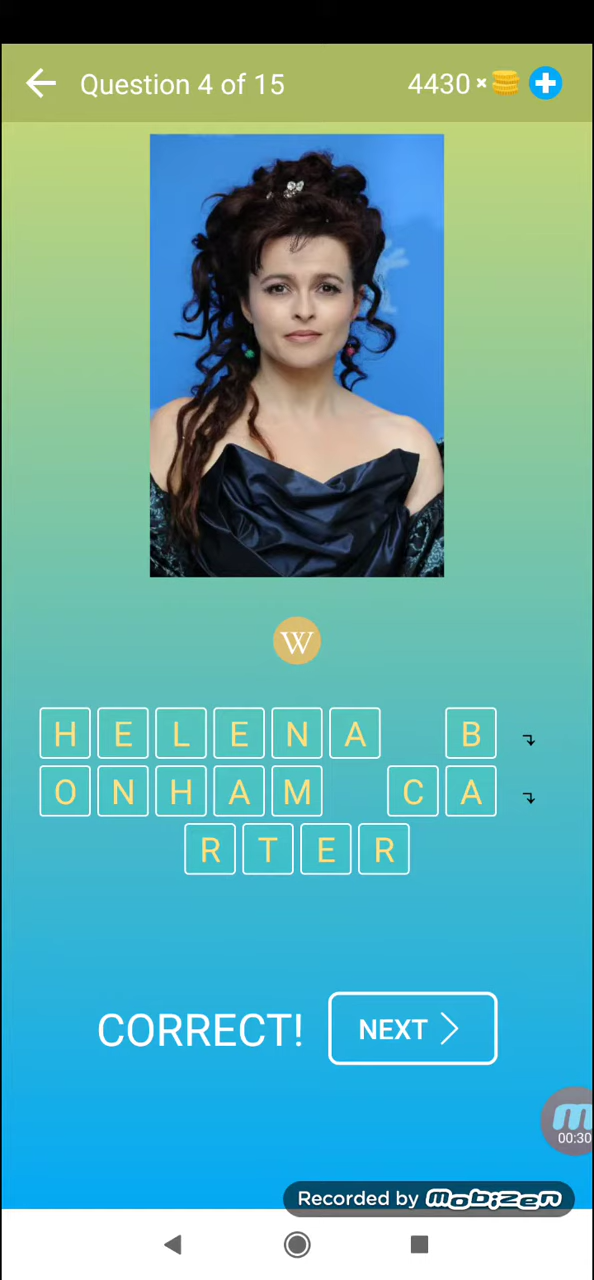 Question 4 of 15 4430 ×
W
HELENA B
ONHAM CA
RTER
CORRECT! NEXT
00:30
Recorded by mobizen